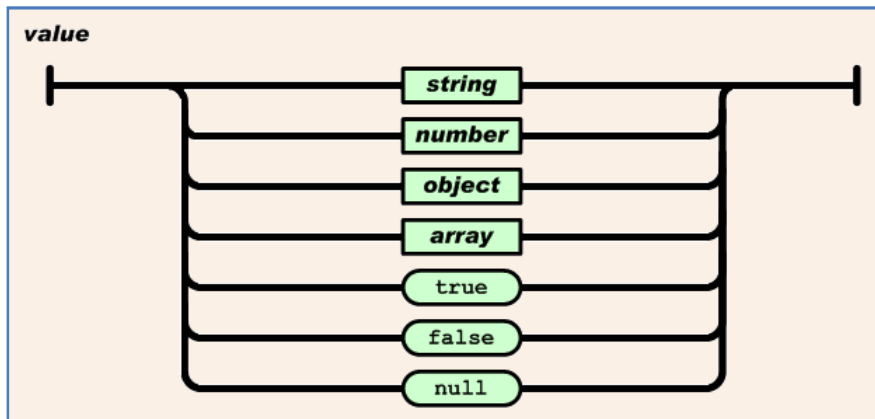 value
string
number
object
array
true
false
null